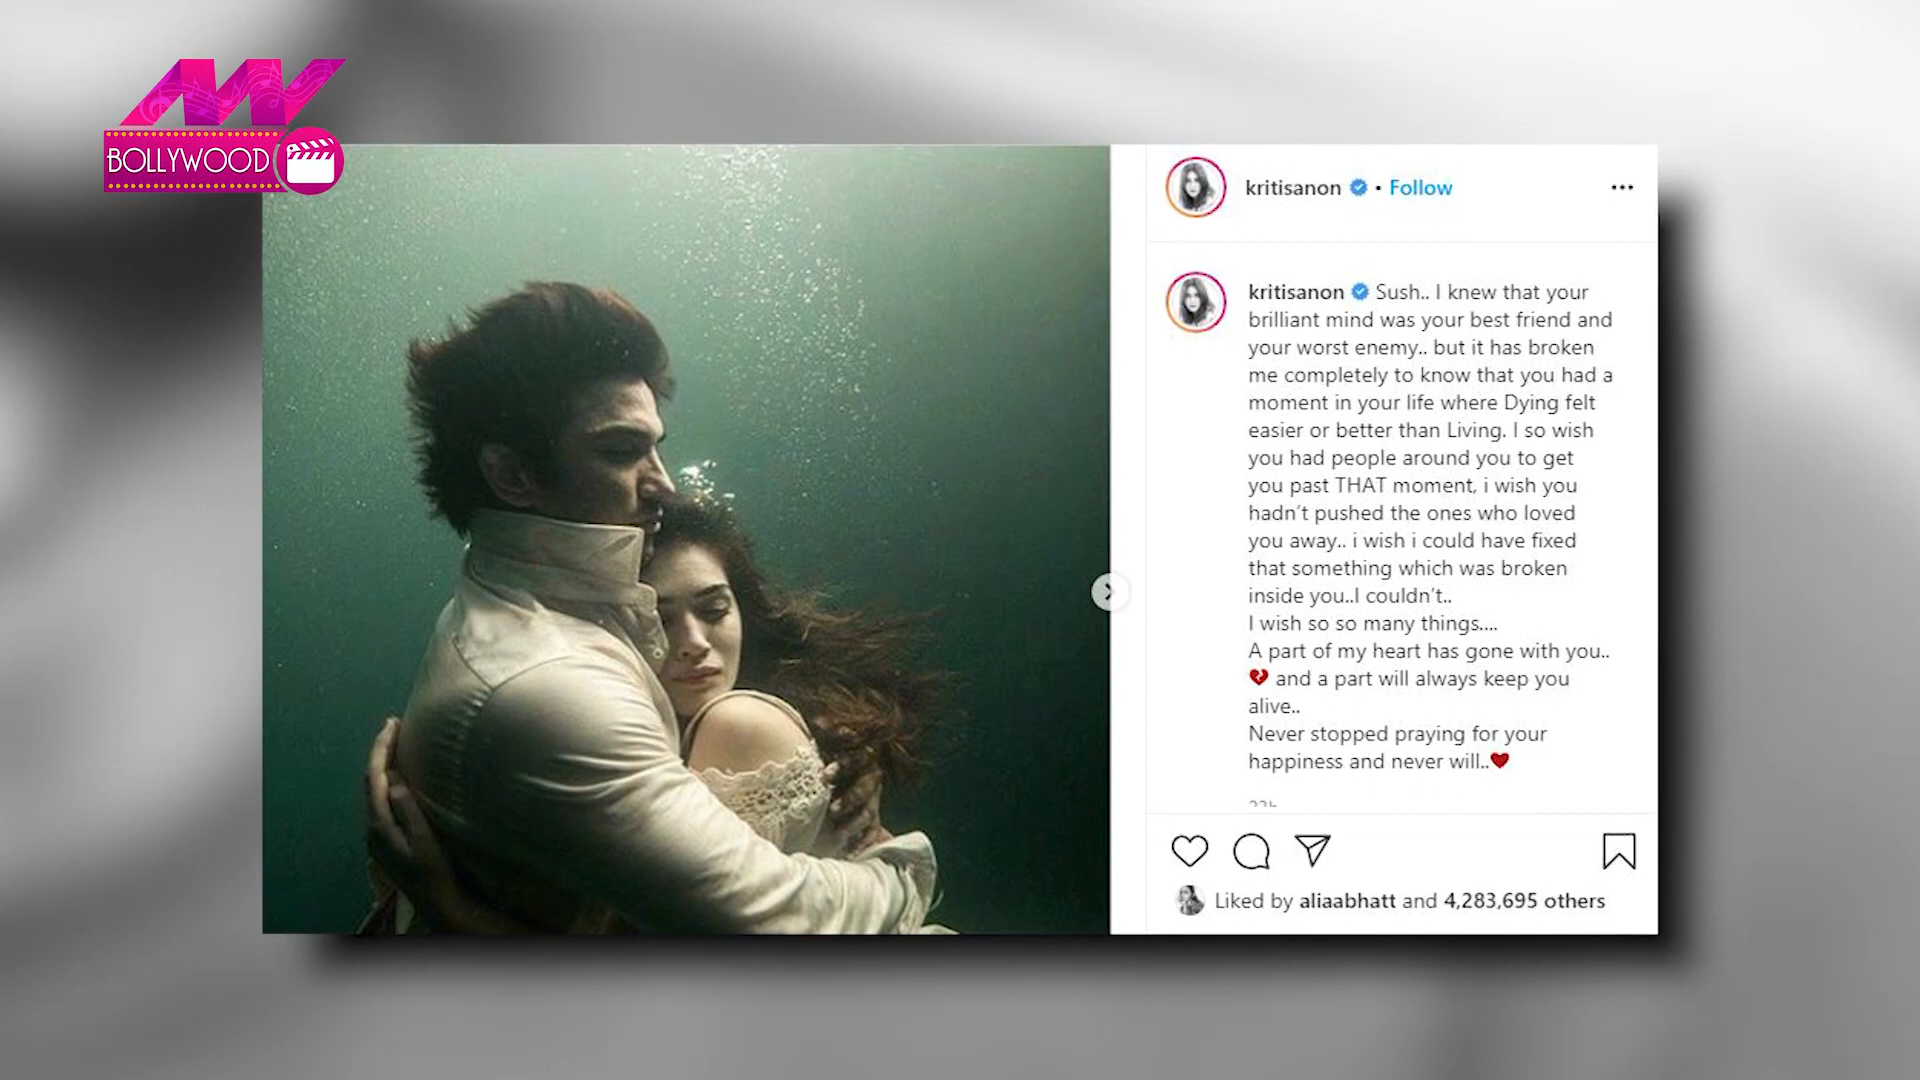 BOLLYWOOD
kritisanon • Follow
kritisanon Sush.. I knew that your
brilliant mind was your best friend and
your worst enemy.. but it has broken
me completely to know that you had a
moment in your life where Dying felt
easier or better than Living. I so wish
you had people around you to get
you past THAT moment, i wish you
hadn't pushed the ones who loved
you away.. i wish i could have fixed
that something which was broken
inside you..I couldn't..
I wish so so many things....
A part of my heart has gone with you..
💔 and a part will always keep you
alive..
Never stopped praying for your
happiness and never will..❤️
Liked by aliaabhatt and 4,283,695 others